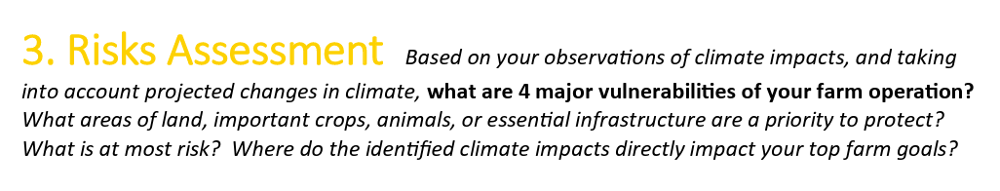 3. Risks Assessment Based on your observations of climate impacts, and taking
into account projected changes in climate, what are 4 major vulnerabilities of your farm operation?
What areas of land, important crops, animals, or essential infrastructure are a priority to protect?
What is at most risk?  Where do the identified climate impacts directly impact your top farm goals?